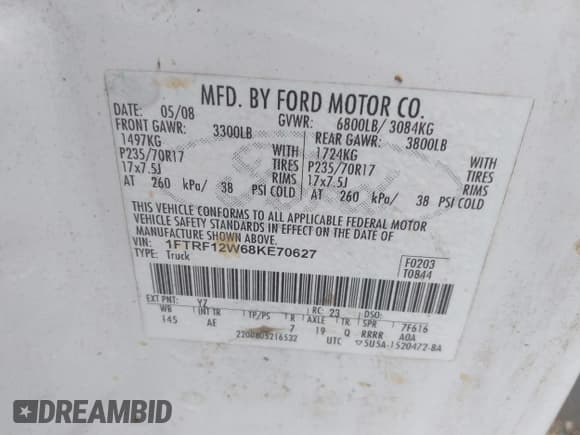 MFD. BY FORD MOTOR CO.
DATE: 05/08 GVWR: 6800LB/ 3084KG
FRONT GAWR: 3300LB REAR GAWR: 3800LB
1497KG WITH 1724KG WITH
P235/70R17 TIRES P235/70R17 TIRES
17x7.5J RIMS 17x7.5J RIMS
AT 260 kPa/ 38 PSI COLD AT 260 kPa/ 38 PSI COLD
Ford
THIS VEHICLE CONFORMS TO ALL APPLICABLE FEDERAL MOTOR
VEHICLE SAFETY STANDARDS IN EFFECT ON THE DATE OF
MANUFACTURE SHOWN ABOVE.
VIN: 1FTRF12W68KE70627 F0203
TYPE: Truck T0844
EXT PNT: YZ RC: 23 DSO:
WB INT TR TP/PS R AXLE TR SPR 7F616
145 AE 7 19 Q RRRR AOA
2200805216532 UTC 5U5A-1520472-BA
DREAMBID